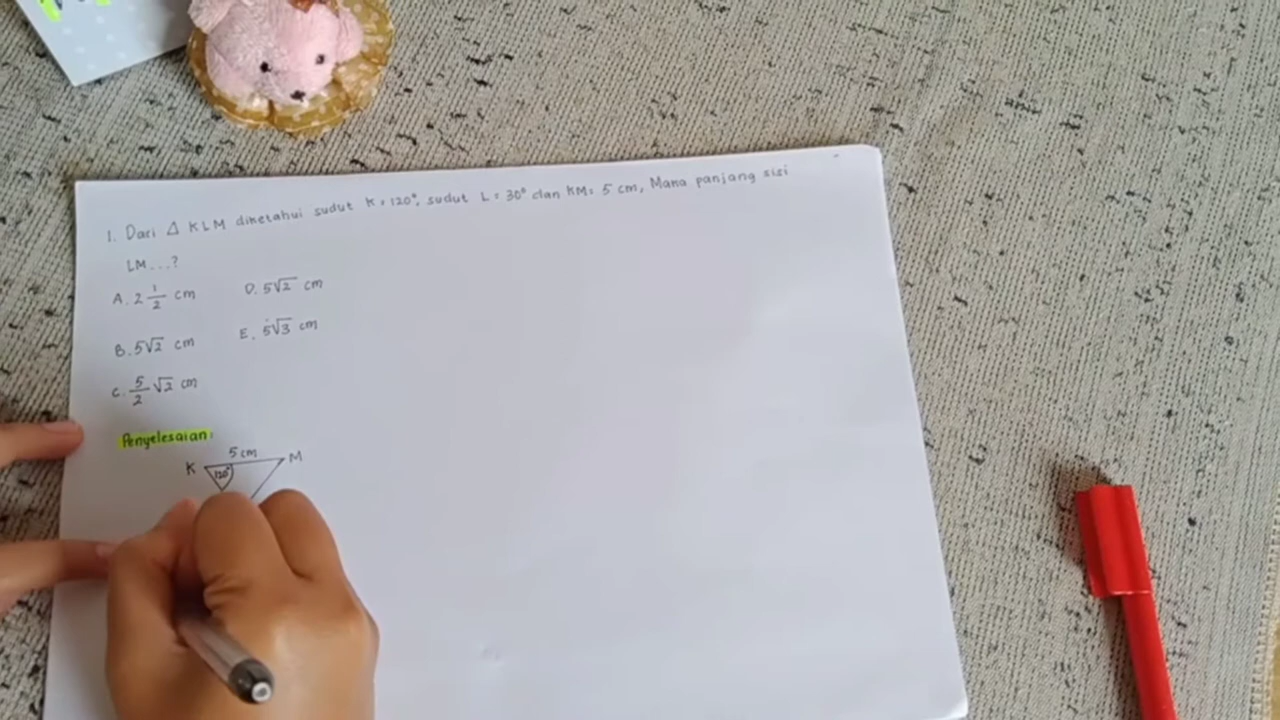 1. Dari Δ KLM diketahui sudut K = 120°, sudut L = 30° dan KM = 5 cm, Maka panjang sisi
LM...?
A. 2 1/2 cm
D. 5√2 cm
B. 5√2 cm
E. 5√3 cm
C. 5/2 √2 cm
Penyelesaian:
5 cm
K
M
120°